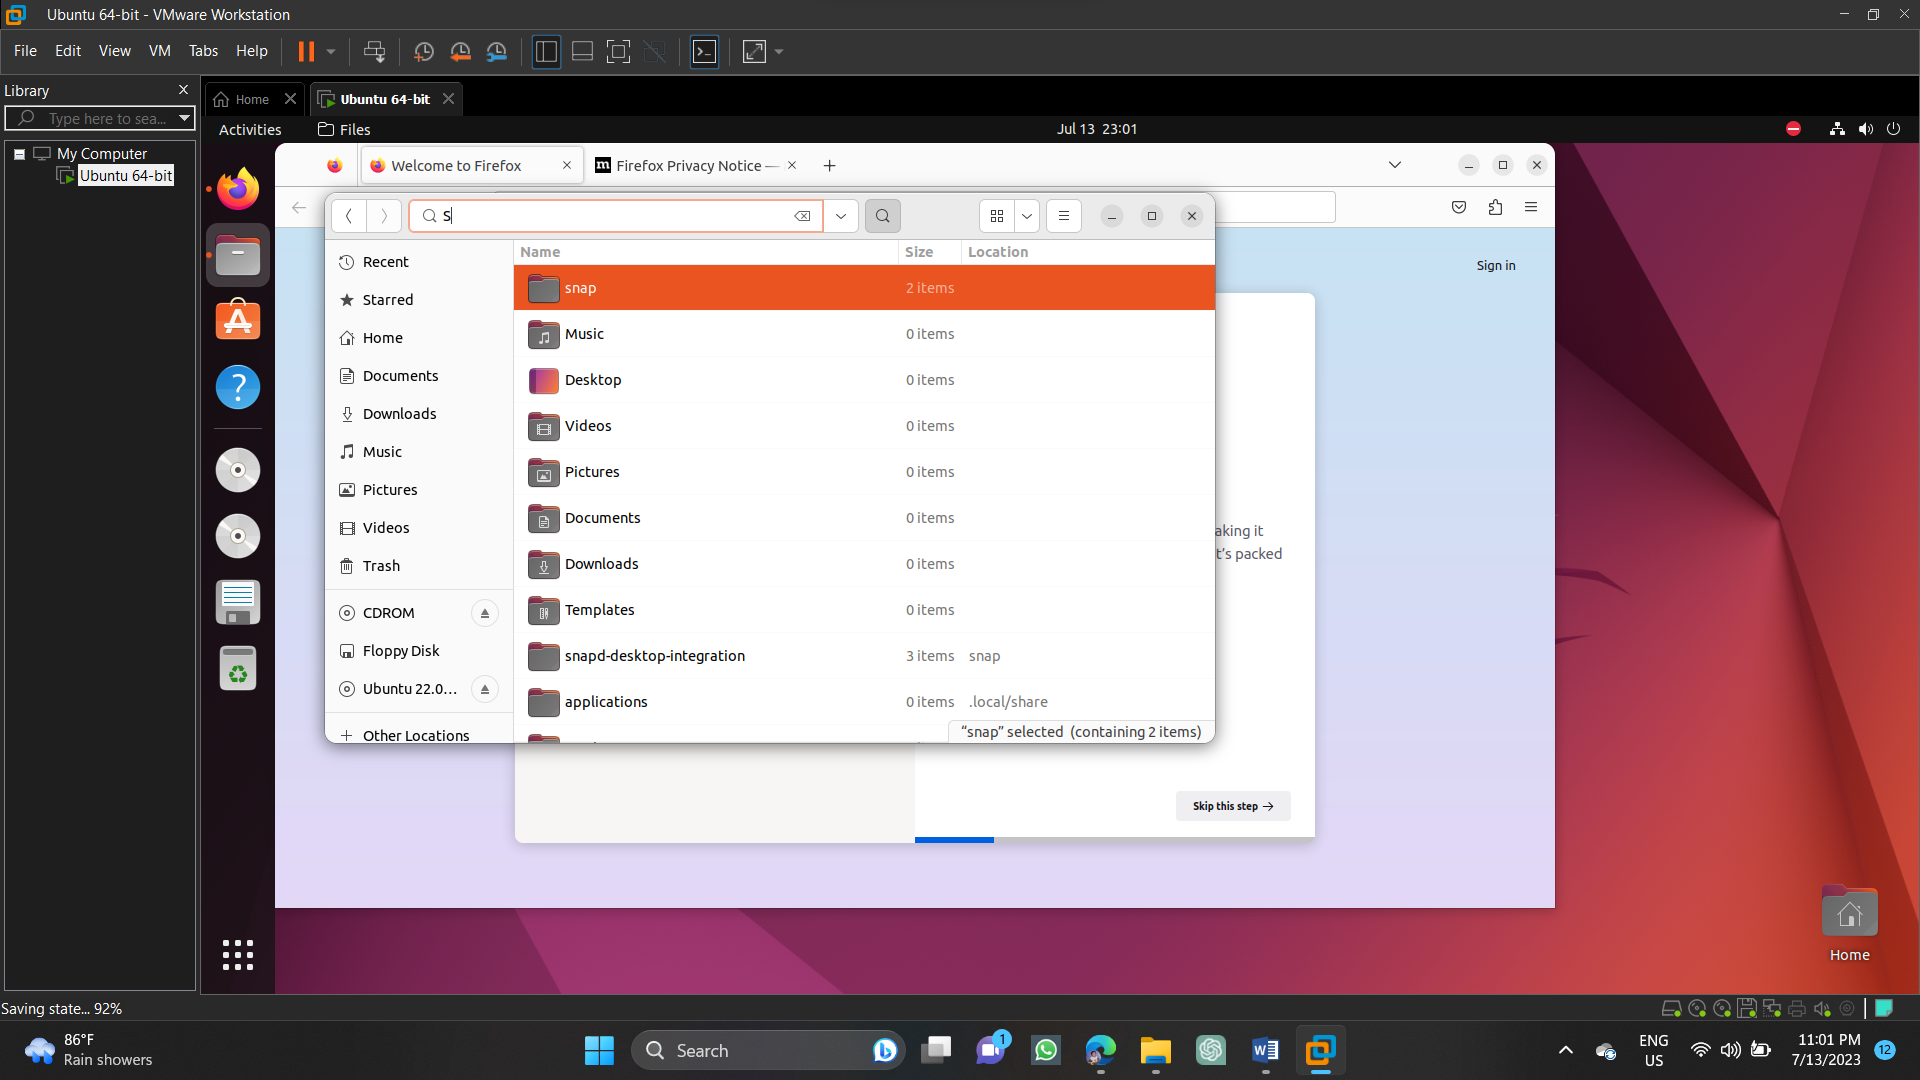 Ubuntu 64-bit - VMware Workstation
File Edit View VM Tabs Help
Library
Home
Ubuntu 64-bit
Type here to sea...
Activities
Files
Jul 13 23:01
My Computer
Ubuntu 64-bit
Welcome to Firefox
Firefox Privacy Notice —
S
Name Size Location
Sign in
Recent
Starred
Home
Documents
Downloads
Music
Pictures
Videos
Trash
CDROM
Floppy Disk
Ubuntu 22.0...
Other Locations
snap 2 items
Music 0 items
Desktop 0 items
Videos 0 items
Pictures 0 items
Documents 0 items
Downloads 0 items
Templates 0 items
snapd-desktop-integration 3 items snap
applications 0 items .local/share
“snap” selected (containing 2 items)
aking it
t’s packed
Skip this step →
Home
Saving state... 92%
86°F
Rain showers
Search
1
ENG
US
11:01 PM
7/13/2023
12